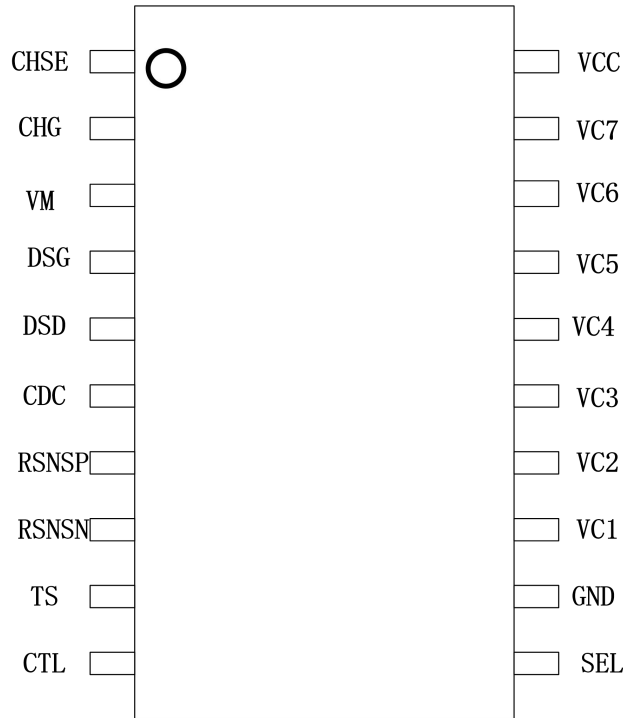 CHSE VCC
CHG VC7
VM VC6
DSG VC5
DSD VC4
CDC VC3
RSNSP VC2
RSNSN VC1
TS GND
CTL SEL